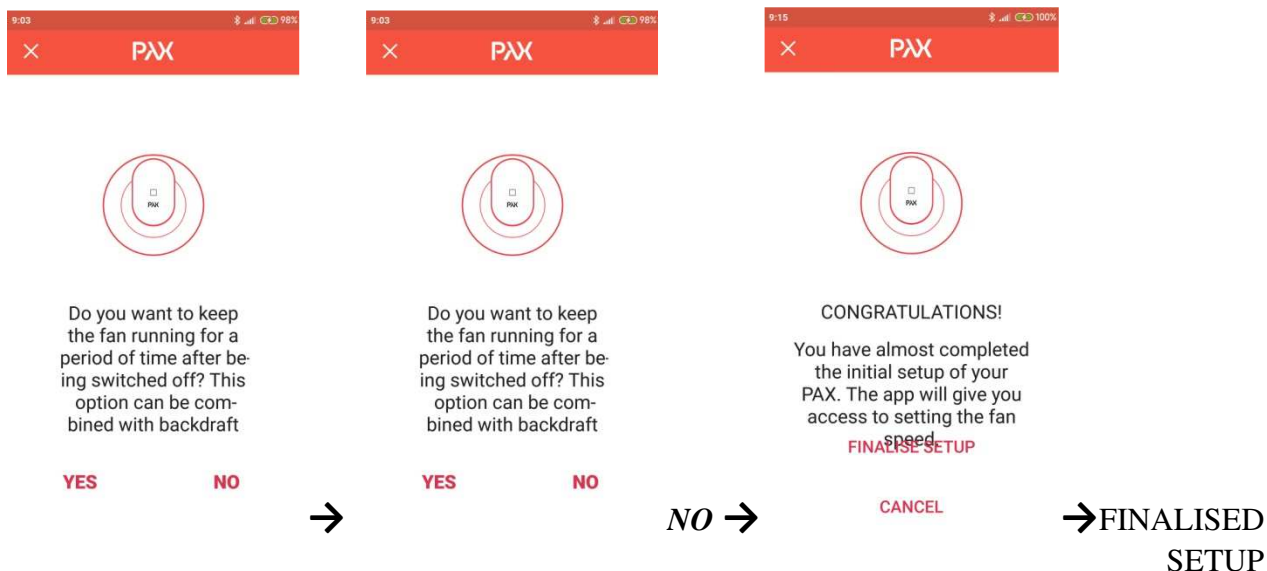 9:03 98%
PAX
PAX
Do you want to keep
the fan running for a
period of time after be-
ing switched off? This
option can be com-
bined with backdraft
YES NO
→
9:03 98%
PAX
PAX
Do you want to keep
the fan running for a
period of time after be-
ing switched off? This
option can be com-
bined with backdraft
YES NO
NO →
9:15 100%
PAX
PAX
CONGRATULATIONS!
You have almost completed
the initial setup of your
PAX. The app will give you
access to setting the fan
speed.
FINALISE SETUP
CANCEL
→FINALISED
SETUP